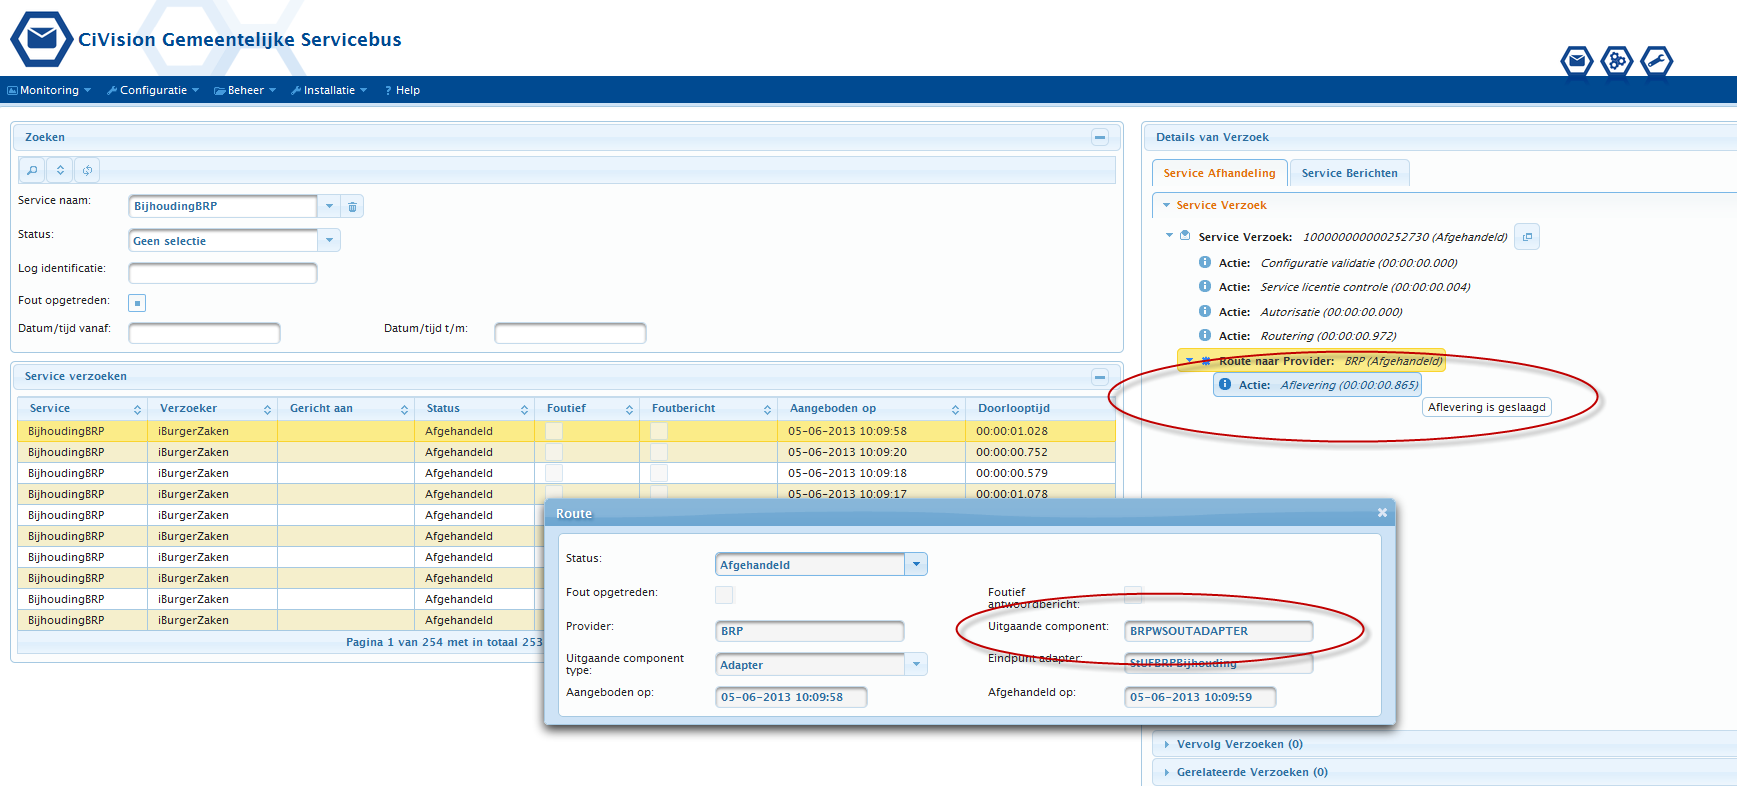 CiVision Gemeentelijke Servicebus
Monitoring Configuratie Beheer Installatie ? Help
Zoeken
Service naam: BijhoudingBRP
Status: Geen selectie
Log identificatie:
Fout opgetreden:
Datum/tijd vanaf: Datum/tijd t/m:
Service verzoeken
Service Verzoeker Gericht aan Status Foutief Foutbericht Aangeboden op Doorlooptijd
BijhoudingBRP iBurgerZaken Afgehandeld 05-06-2013 10:09:58 00:00:01.028
BijhoudingBRP iBurgerZaken Afgehandeld 05-06-2013 10:09:20 00:00:00.752
BijhoudingBRP iBurgerZaken Afgehandeld 05-06-2013 10:09:18 00:00:00.579
BijhoudingBRP iBurgerZaken Afgehandeld 05-06-2013 10:09:17 00:00:01.078
BijhoudingBRP iBurgerZaken Afgehandeld
BijhoudingBRP iBurgerZaken Afgehandeld
BijhoudingBRP iBurgerZaken Afgehandeld
BijhoudingBRP iBurgerZaken Afgehandeld
BijhoudingBRP iBurgerZaken Afgehandeld
BijhoudingBRP iBurgerZaken Afgehandeld
Pagina 1 van 254 met in totaal 253
Details van Verzoek
Service Afhandeling Service Berichten
Service Verzoek
Service Verzoek: 100000000000252730 (Afgehandeld)
Actie: Configuratie validatie (00:00:00.000)
Actie: Service licentie controle (00:00:00.004)
Actie: Autorisatie (00:00:00.000)
Actie: Routering (00:00:00.972)
Route naar Provider: BRP (Afgehandeld)
Actie: Aflevering (00:00:00.865)
Aflevering is geslaagd
Route
Status: Afgehandeld
Fout opgetreden: Foutief
antwoordbericht:
Provider: BRP Uitgaande component: BRPWSOUTADAPTER
Uitgaande component
type: Adapter Eindpunt adapter: StUFBRPBijhouding
Aangeboden op: 05-06-2013 10:09:58 Afgehandeld op: 05-06-2013 10:09:59
Vervolg Verzoeken (0)
Gerelateerde Verzoeken (0)